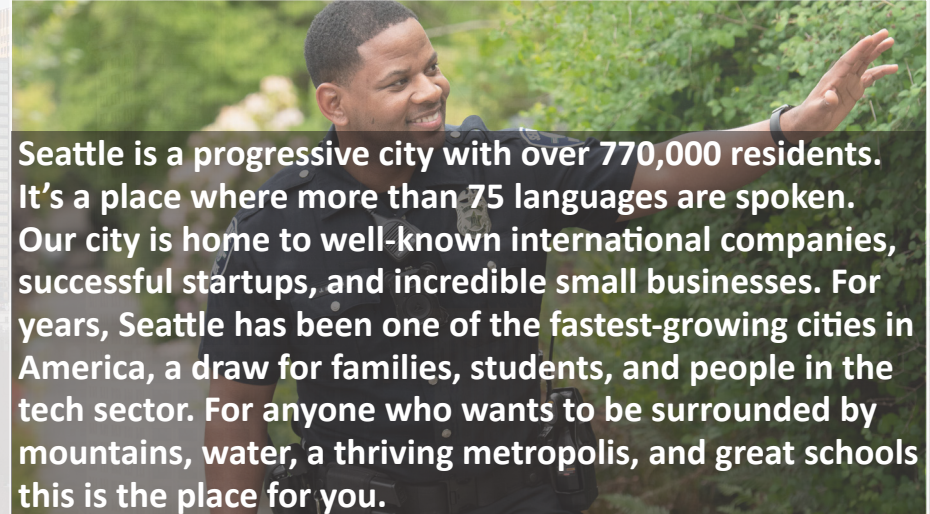 Seattle is a progressive city with over 770,000 residents.
It’s a place where more than 75 languages are spoken.
Our city is home to well-known international companies,
successful startups, and incredible small businesses. For
years, Seattle has been one of the fastest-growing cities in
America, a draw for families, students, and people in the
tech sector. For anyone who wants to be surrounded by
mountains, water, a thriving metropolis, and great schools
this is the place for you.